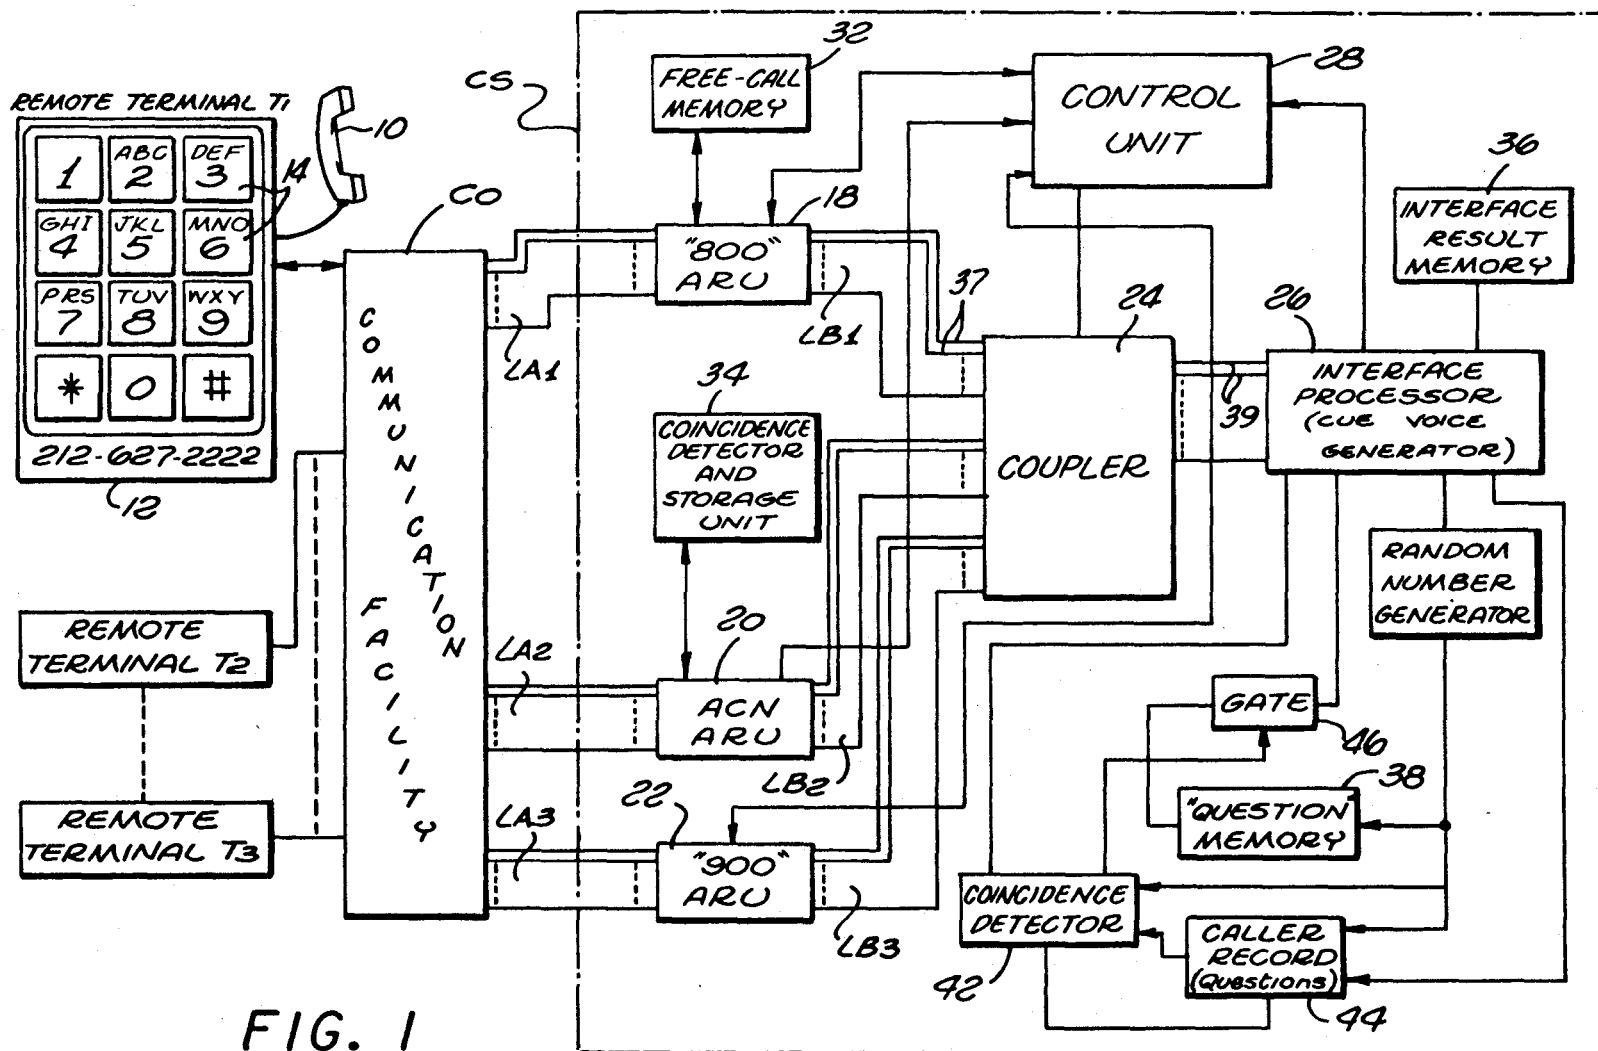 32
28
FREE-CALL
MEMORY
CS
CONTROL
UNIT
REMOTE TERMINAL T1
10
14
1
ABC
2
DEF
3
GHI
4
JKL
5
MNO
6
PRS
7
TUV
8
WXY
9
*
0
#
212-627-2222
12
CO
COMMUNICATION
FACILITY
18
"800"
ARU
LA1
LB1
37
24
COUPLER
39
36
INTERFACE
RESULT
MEMORY
26
INTERFACE
PROCESSOR
(CUE VOICE
GENERATOR)
34
COINCIDENCE
DETECTOR
AND
STORAGE
UNIT
RANDOM
NUMBER
GENERATOR
REMOTE
TERMINAL T2
LA2
20
ACN
ARU
LB2
GATE
46
38
"QUESTION"
MEMORY
REMOTE
TERMINAL T3
LA3
22
"900"
ARU
LB3
COINCIDENCE
DETECTOR
42
CALLER
RECORD
(Questions)
44
FIG. 1